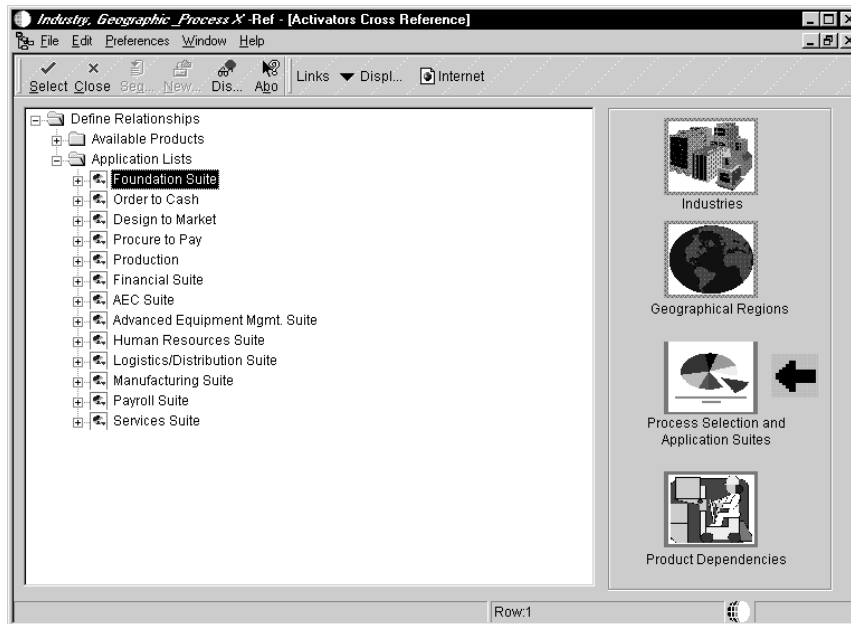 Industry, Geographic_Process X -Ref - [Activators Cross Reference]
File Edit Preferences Window Help
Select Close Seq... New... Dis... Abo Links Displ... Internet
Define Relationships
Available Products
Application Lists
Foundation Suite
Order to Cash
Design to Market
Procure to Pay
Production
Financial Suite
AEC Suite
Advanced Equipment Mgmt. Suite
Human Resources Suite
Logistics/Distribution Suite
Manufacturing Suite
Payroll Suite
Services Suite
Industries
Geographical Regions
Process Selection and
Application Suites
Product Dependencies
Row:1